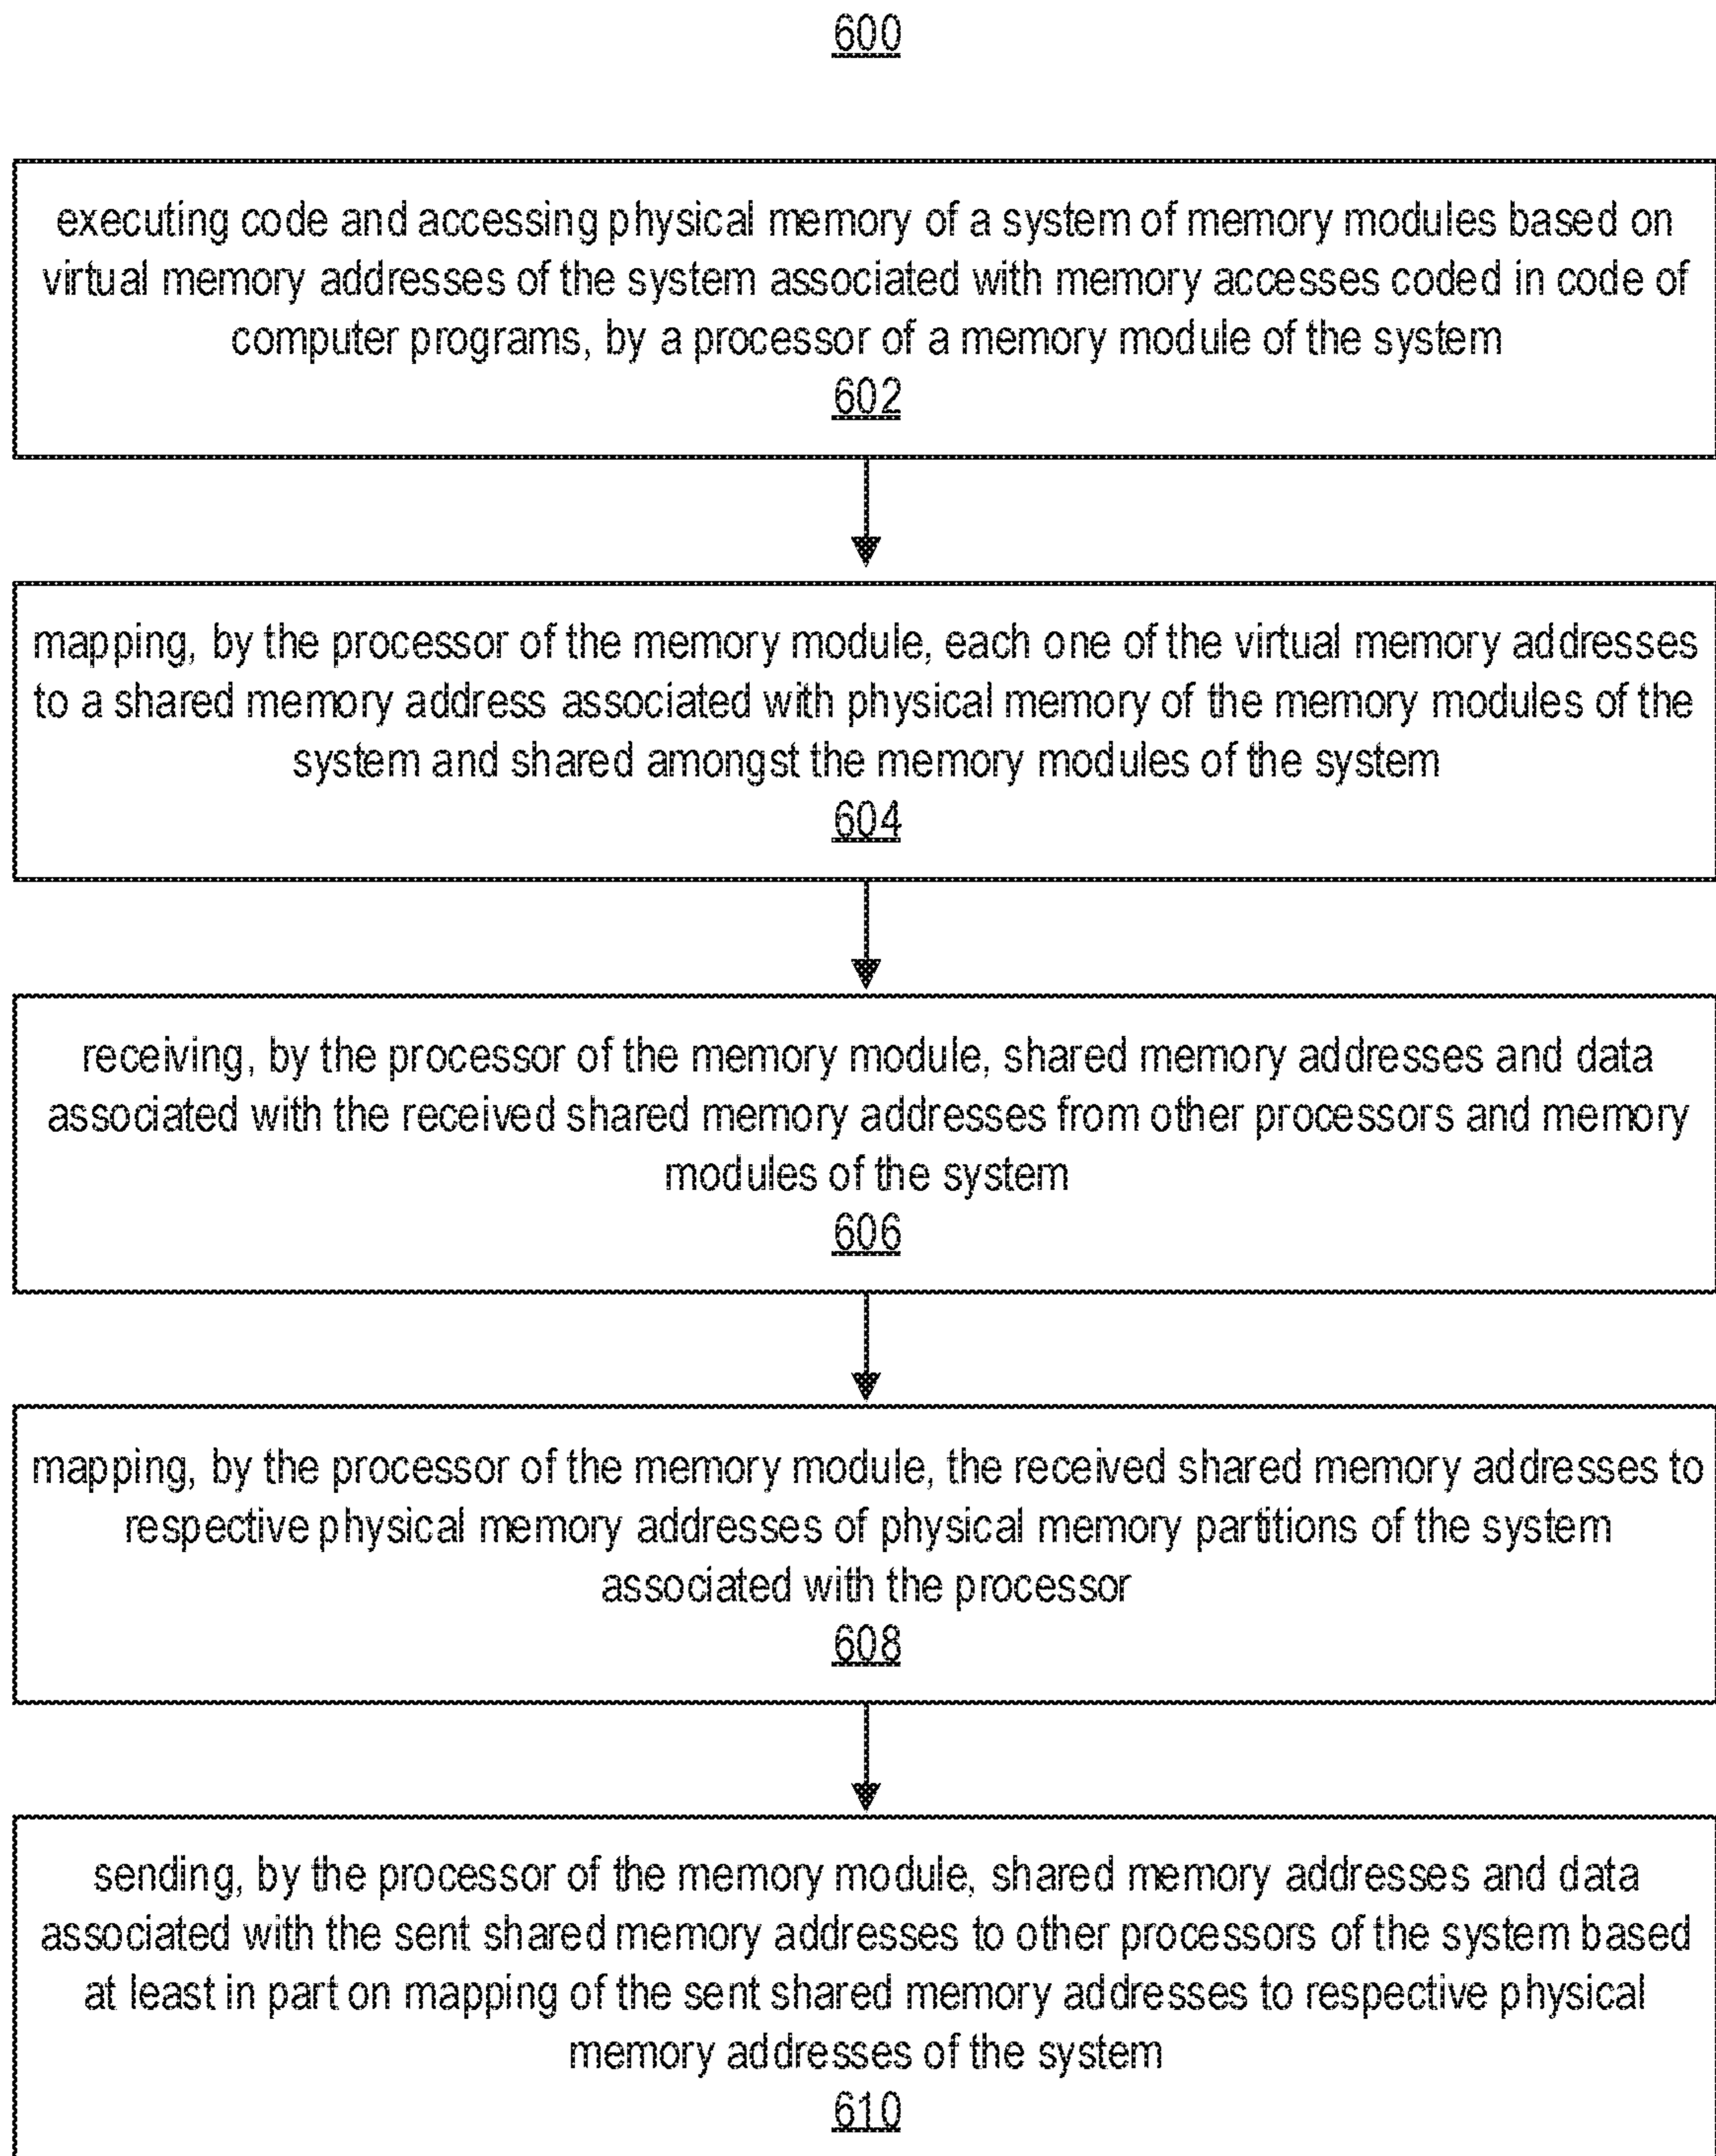 600
executing code and accessing physical memory of a system of memory modules based on
virtual memory addresses of the system associated with memory accesses coded in code of
computer programs, by a processor of a memory module of the system
602
mapping, by the processor of the memory module, each one of the virtual memory addresses
to a shared memory address associated with physical memory of the memory modules of the
system and shared amongst the memory modules of the system
604
receiving, by the processor of the memory module, shared memory addresses and data
associated with the received shared memory addresses from other processors and memory
modules of the system
606
mapping, by the processor of the memory module, the received shared memory addresses to
respective physical memory addresses of physical memory partitions of the system
associated with the processor
608
sending, by the processor of the memory module, shared memory addresses and data
associated with the sent shared memory addresses to other processors of the system based
at least in part on mapping of the sent shared memory addresses to respective physical
memory addresses of the system
610